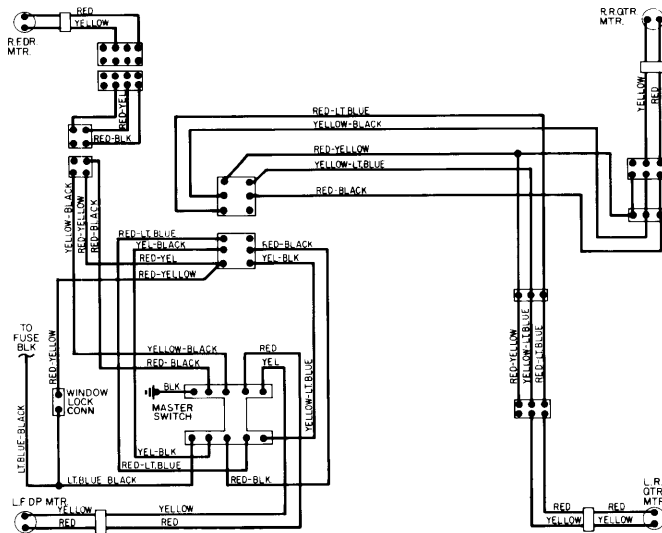 RED
YELLOW
R.F.DR.
MTR.
R.R.QTR.
MTR.
YELLOW
RED
RED-YEL
RED-BLK
RED-LT.BLUE
YELLOW-BLACK
RED-YELLOW
YELLOW-LT.BLUE
RED-BLACK
YELLOW-BLACK
RED-YELLOW
RED-BLACK
RED-LT.BLUE
YEL-BLACK
RED-YEL
RED-YELLOW
RED-BLACK
YEL-BLK
TO
FUSE
BLK
RED-YELLOW
YELLOW-BLACK
RED-BLACK
RED
YEL
BLK
MASTER
SWITCH
WINDOW
LOCK
CONN
YELLOW-LT.BLUE
RED-YELLOW
YELLOW-LT.BLUE
RED-LT.BLUE
LT.BLUE-BLACK
YEL-BLK
RED-LT.BLUE
LT.BLUE BLACK
RED-BLK
L.F.DP MTR.
YELLOW
YELLOW
RED
RED
L.R.
QTR
MTR
RED
RED
YELLOW
YELLOW